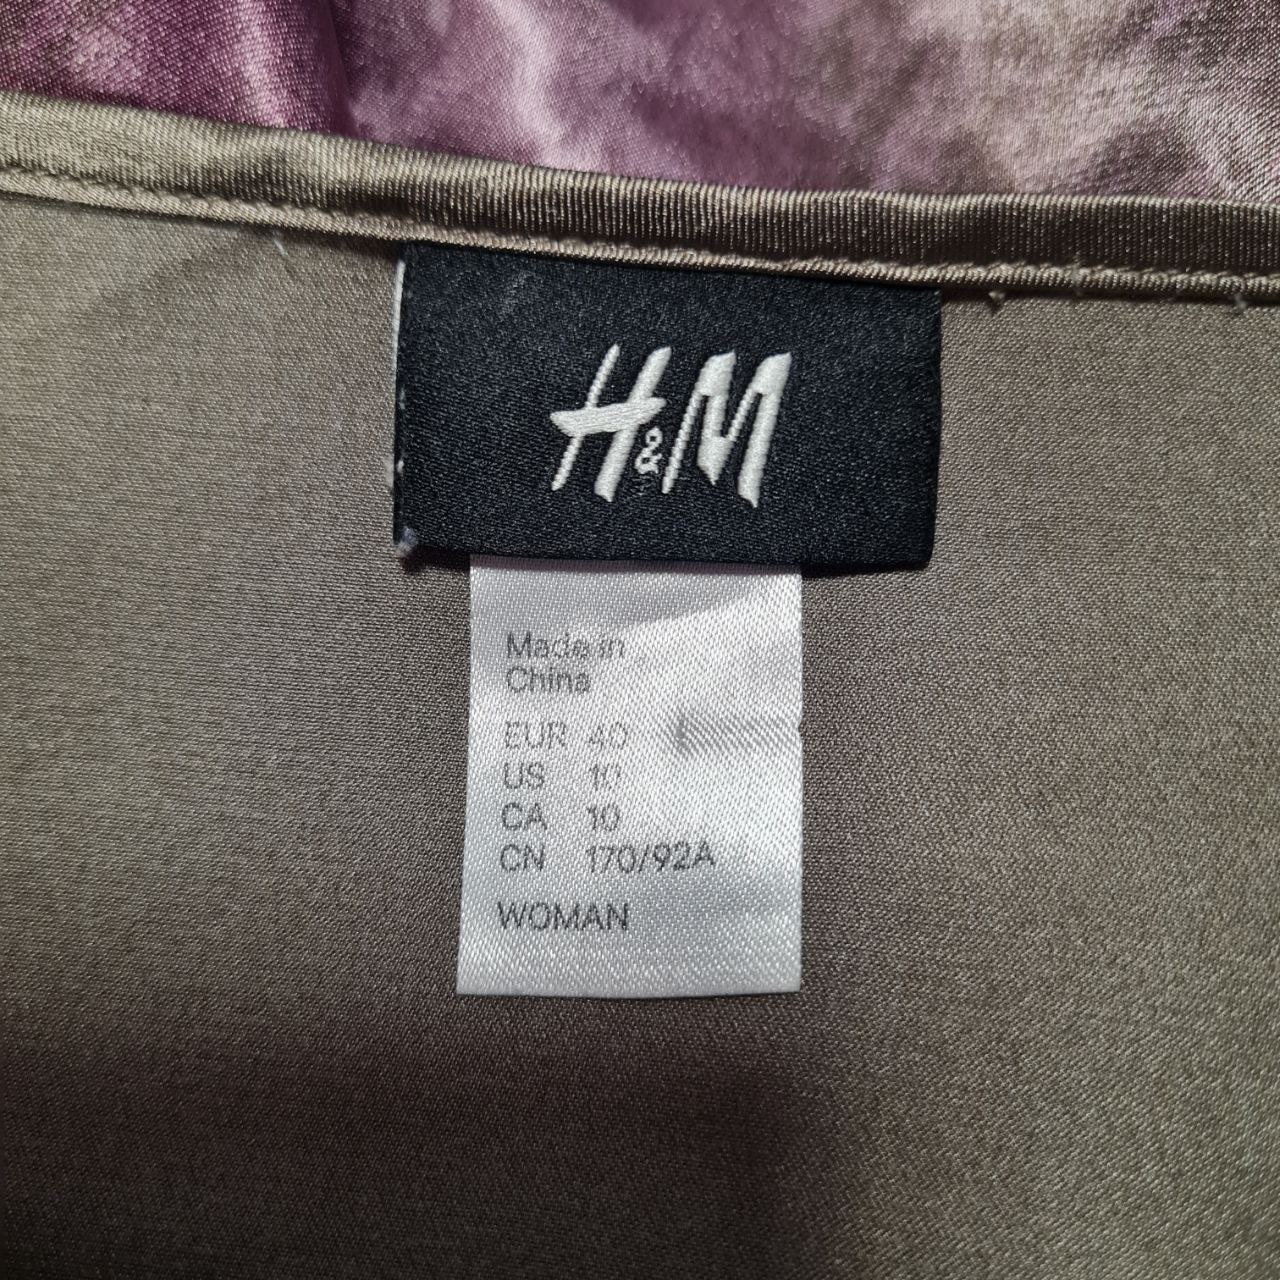 H&M
Made in
China
EUR 40
US 10
CA 10
CN 170/92A
WOMAN